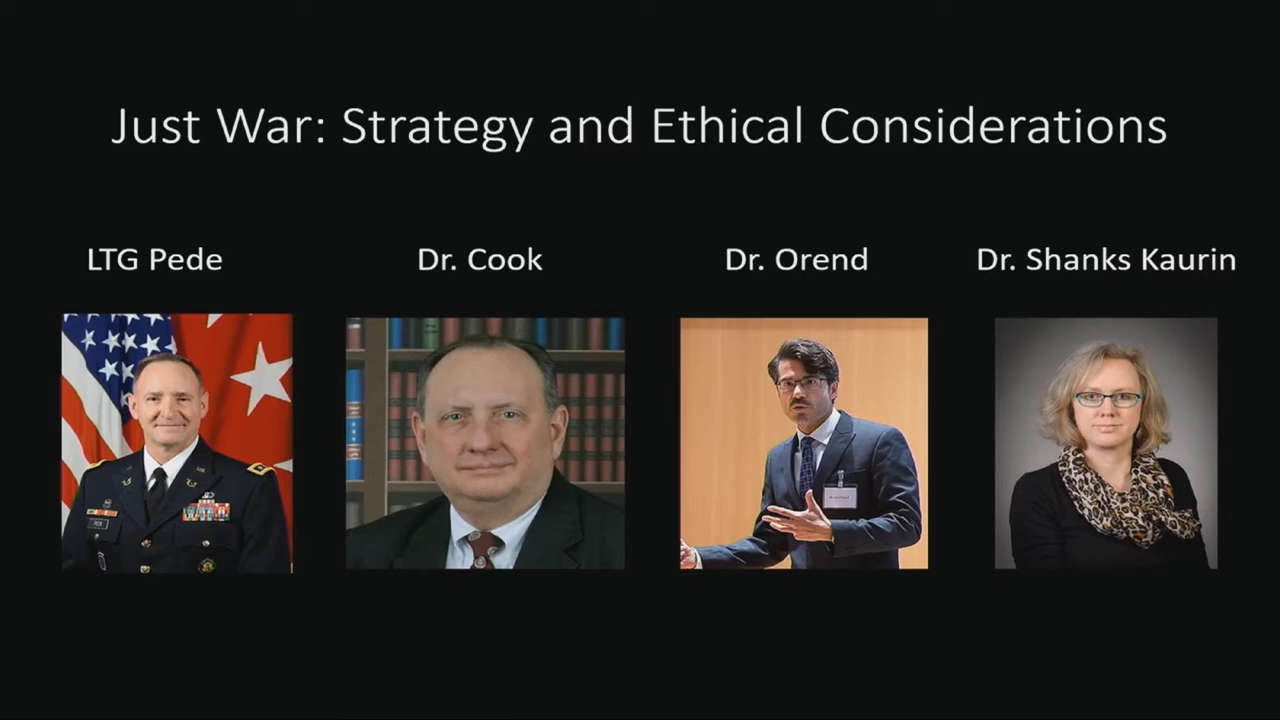 Just War: Strategy and Ethical Considerations
LTG Pede
Dr. Cook
Dr. Orend
Dr. Shanks Kaurin